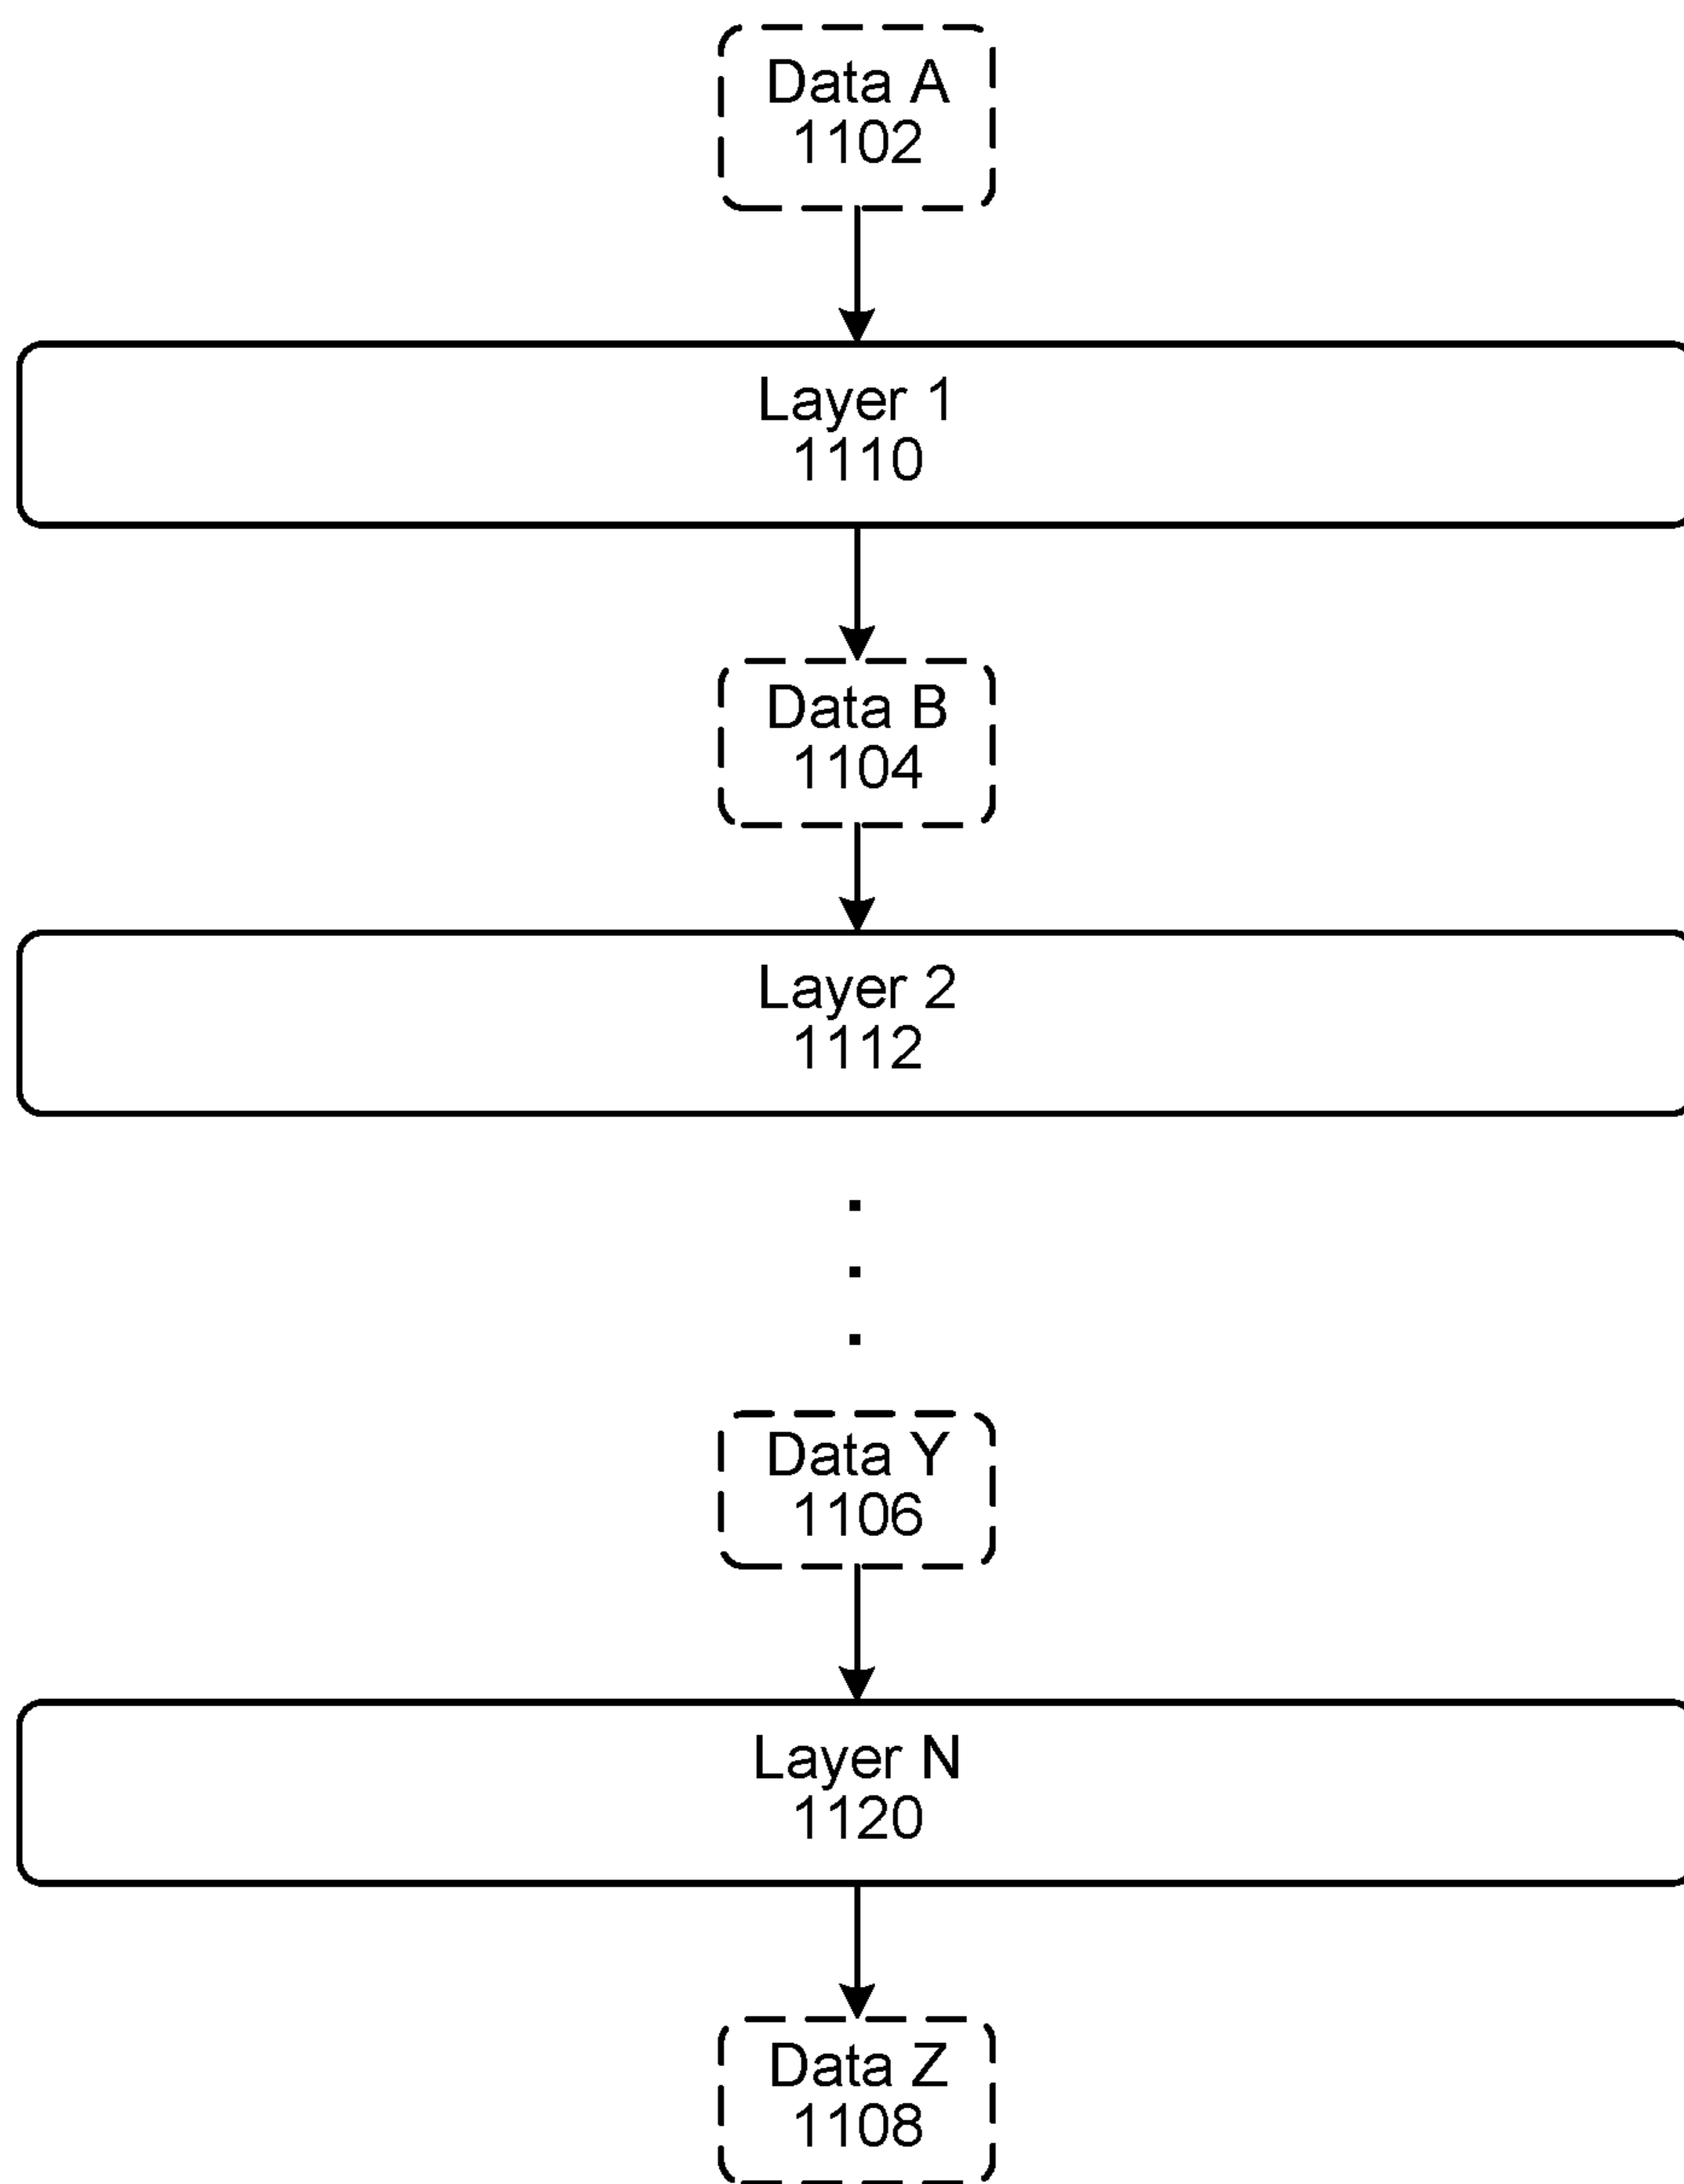 Data A
1102
Layer 1
1110
Data B
1104
Layer 2
1112
.
.
.
Data Y
1106
Layer N
1120
Data Z
1108